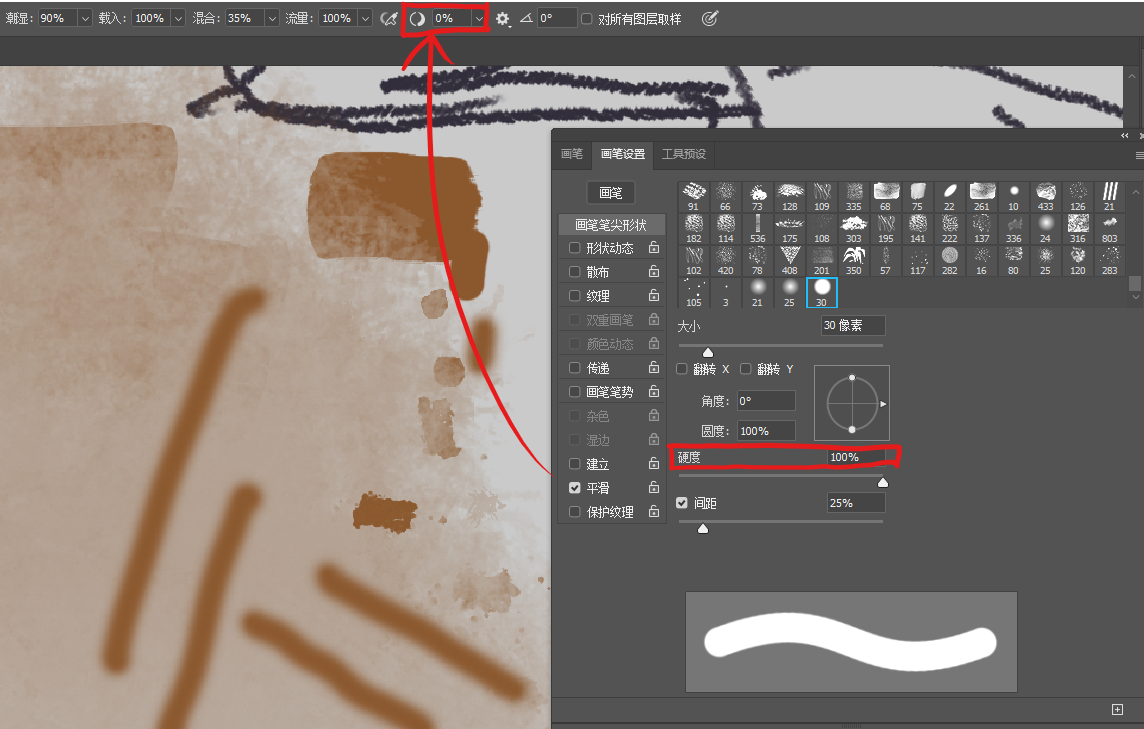 潮显: 90% 载入: 100% 混合: 35% 流量: 100% 0% 0° 对所有图层取样
画笔 画笔设置 工具预设
画笔
91 66 73 128 109 335 68 75 22 261 10 433 126 21
画笔笔尖形状
182 114 536 175 108 303 195 141 222 137 336 24 316 803
形状动态
102 420 78 408 201 350 57 117 282 16 80 25 120 283
散布
105 3 21 25 30
纹理
大小 30 像素
双重画笔
颜色动态
传递
翻转 X 翻转 Y
画笔笔势
角度: 0°
杂色
圆度: 100%
湿边
硬度 100%
建立
平滑
间距 25%
保护纹理